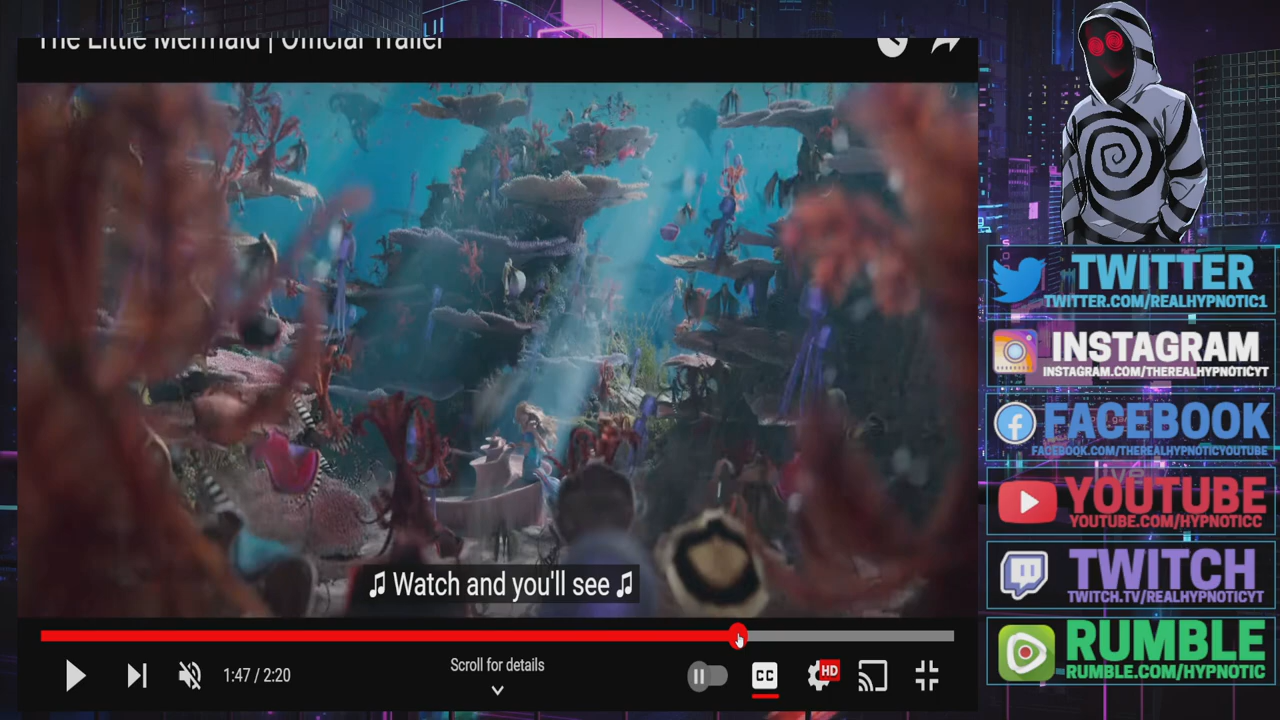 The Little Mermaid | Official Trailer
♫ Watch and you'll see ♫
1:47 / 2:20
Scroll for details
CC
HD
TWITTER
TWITTER.COM/REALHYPNOTIC1
INSTAGRAM
INSTAGRAM.COM/THEREALHYPNOTICYT
FACEBOOK
FACEBOOK.COM/THEREALHYPNOTICYOUTUBE
YOUTUBE
YOUTUBE.COM/HYPNOTICC
TWITCH
TWITCH.TV/REALHYPNOTICYT
RUMBLE
RUMBLE.COM/HYPNOTIC